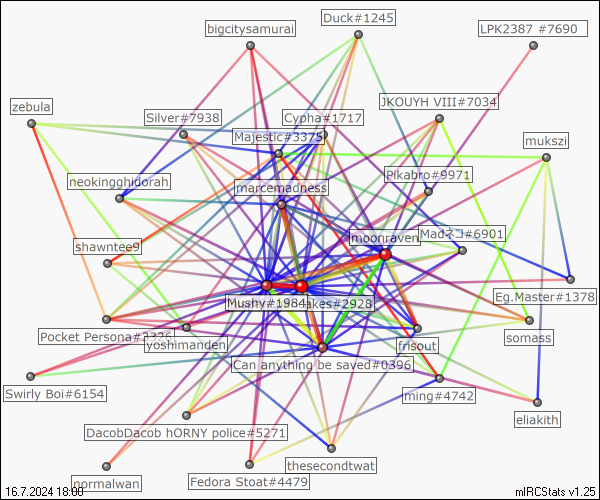 Duck#1245
bigcitysamurai
LPK2387 #7690
zebula
JKOUYH VIII#7034
Silver#7938
Cypha#1717
Majestic#3375
mukszi
Pikabro#9971
neokingghidorah
marcemadness
moonraven
Madネコ#6901
shawntee9
Eg.Master#1378
Mushy#1984
akes#2928
Pocket Persona#3326
yoshimanden
frisout
somass
Can anything be saved#0396
Swirly Boi#6154
ming#4742
eliakith
DacobDacob hORNY police#5271
thesecondtwat
normalwan
Fedora Stoat#4479
16.7.2024 18:00
mIRCStats v1.25